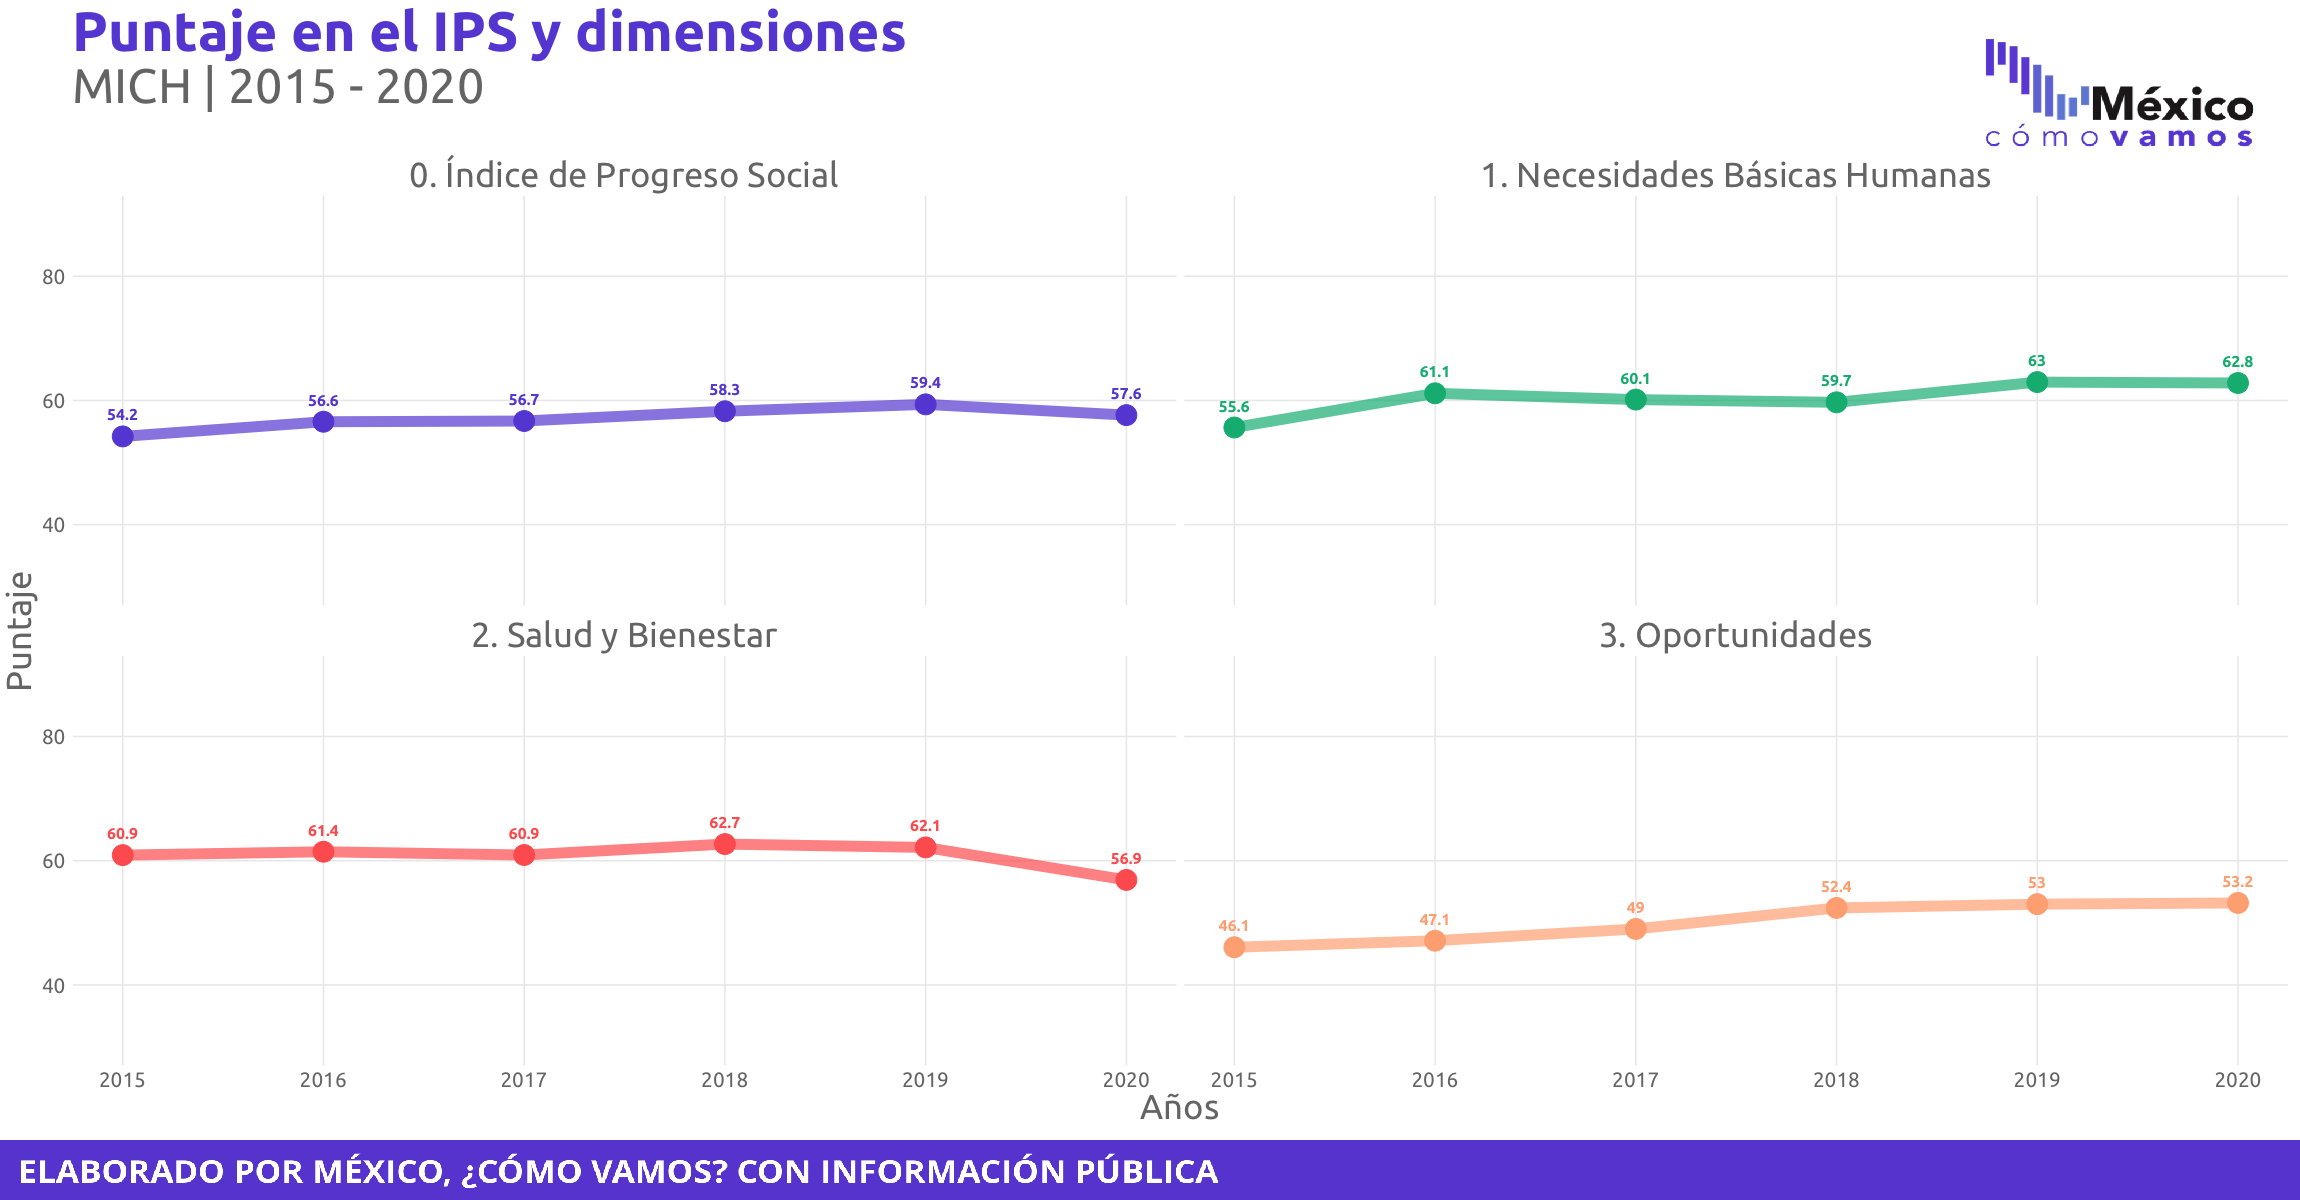 Puntaje en el IPS y dimensiones
MICH | 2015 - 2020
México
cómovamos
0. Índice de Progreso Social
1. Necesidades Básicas Humanas
80
60
40
54.2
56.6
56.7
58.3
59.4
57.6
55.6
61.1
60.1
59.7
63
62.8
Puntaje
2. Salud y Bienestar
3. Oportunidades
80
60
40
60.9
61.4
60.9
62.7
62.1
56.9
46.1
47.1
49
52.4
53
53.2
2015 2016 2017 2018 2019 2020 2015 2016 2017 2018 2019 2020
Años
ELABORADO POR MÉXICO, ¿CÓMO VAMOS? CON INFORMACIÓN PÚBLICA